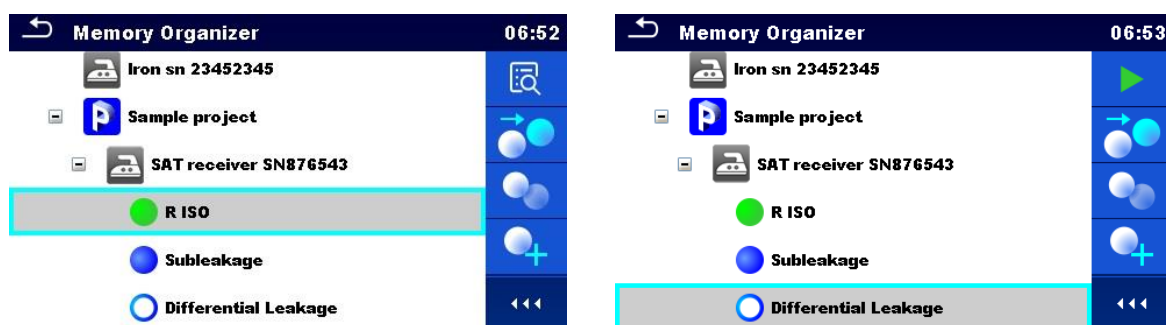 Memory Organizer 06:52
Iron sn 23452345
Sample project
SAT receiver SN876543
R ISO
Subleakage
Differential Leakage
Memory Organizer 06:53
Iron sn 23452345
Sample project
SAT receiver SN876543
R ISO
Subleakage
Differential Leakage